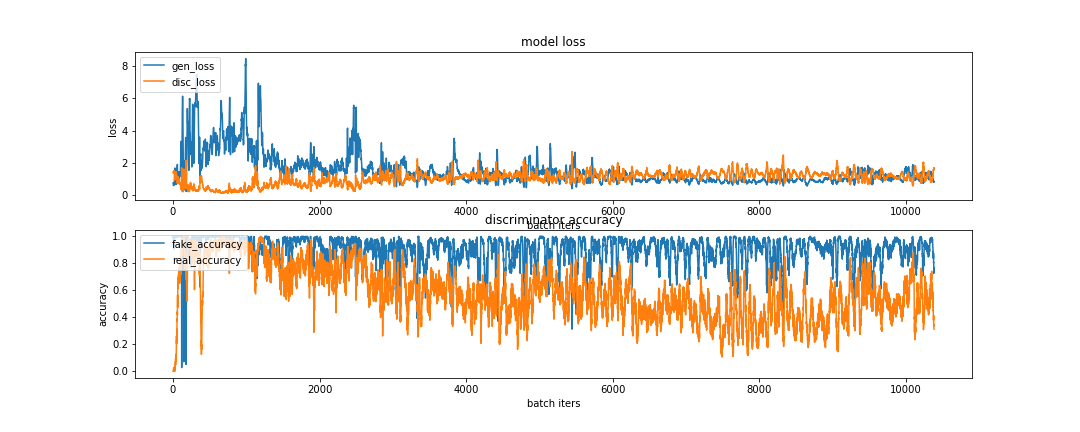 model loss
gen_loss
disc_loss
loss
8
6
4
2
0
0 2000 4000 6000 8000 10000
batch iters
discriminator accuracy
fake_accuracy
real_accuracy
accuracy
1.0
0.8
0.6
0.4
0.2
0.0
0 2000 4000 6000 8000 10000
batch iters